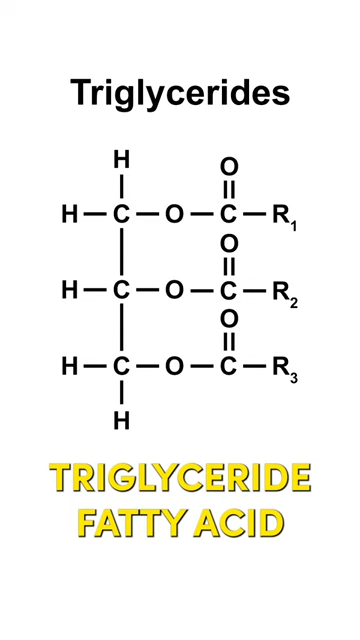 Triglycerides
H O
H—C—O—C—R₁
O
H—C—O—C—R₂
O
H—C—O—C—R₃
H
TRIGLYCERIDE
FATTY ACID